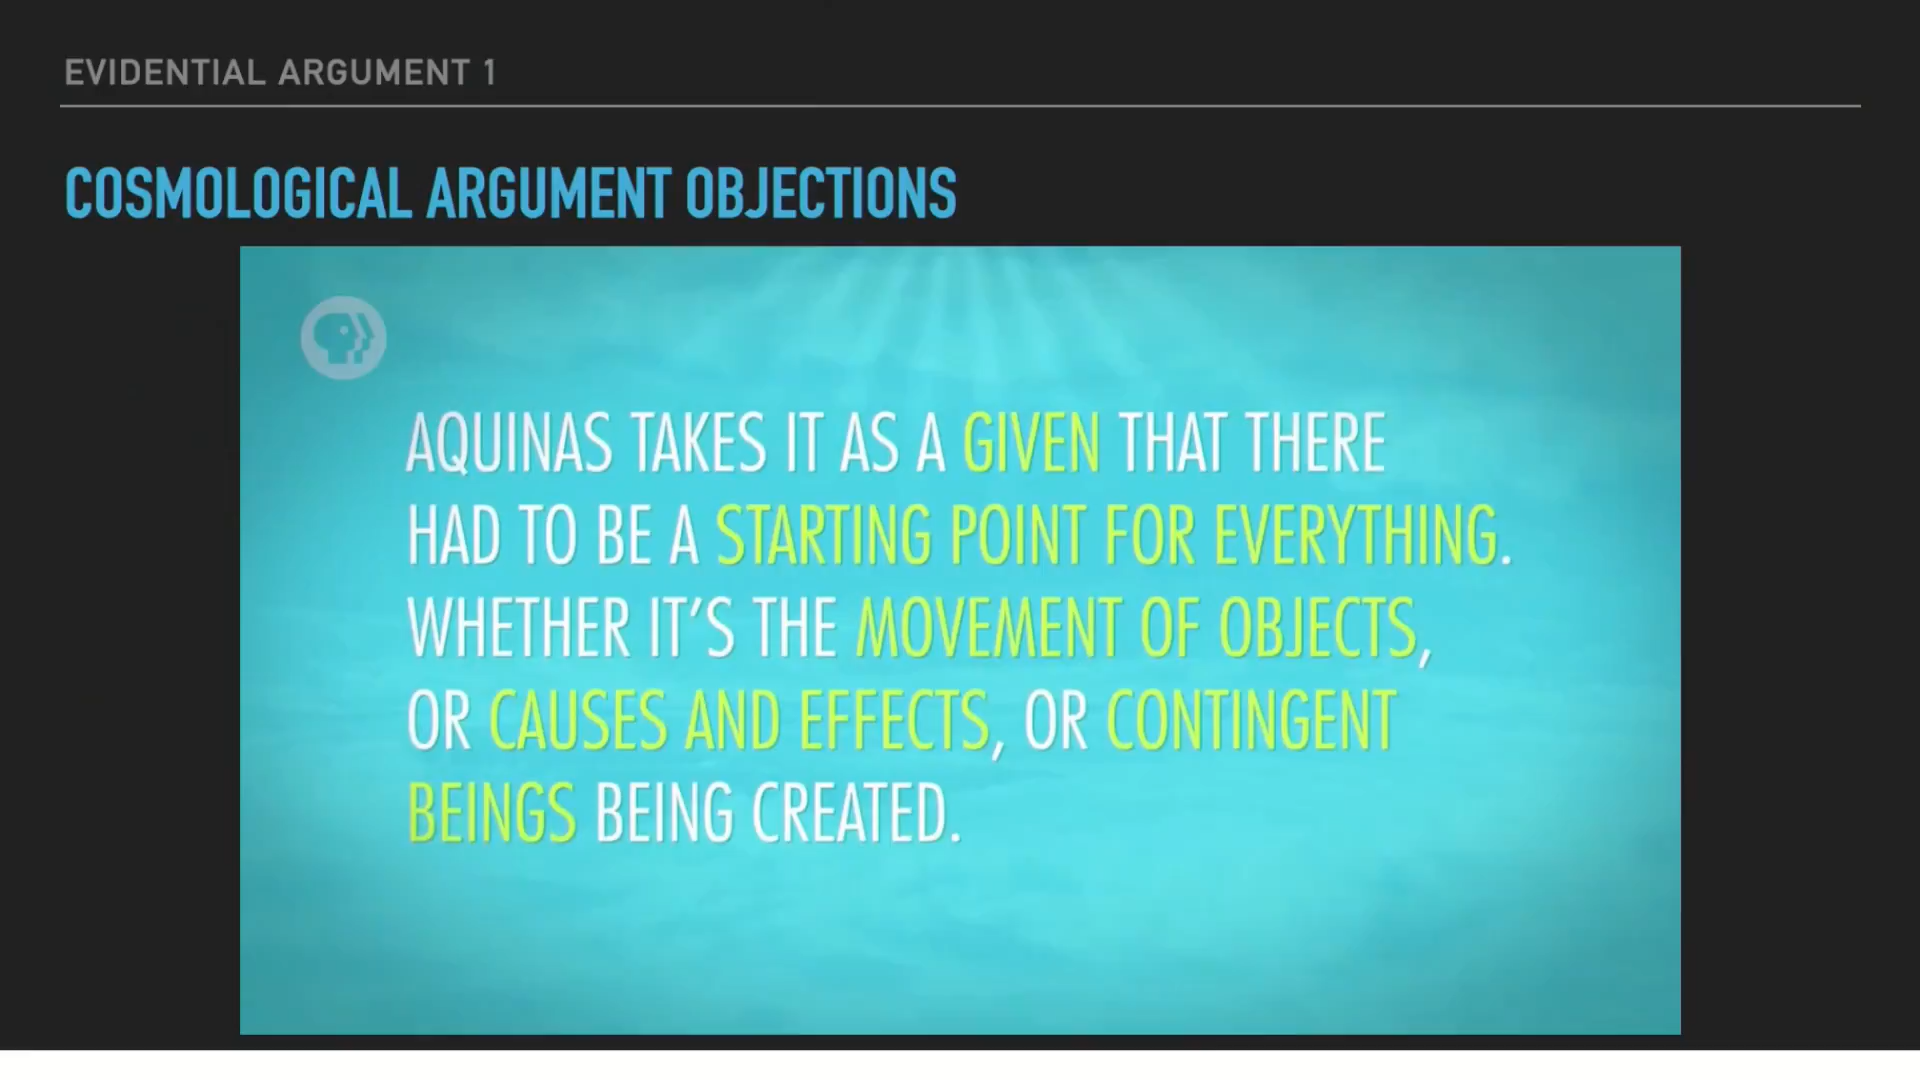 EVIDENTIAL ARGUMENT 1
COSMOLOGICAL ARGUMENT OBJECTIONS
AQUINAS TAKES IT AS A GIVEN THAT THERE
HAD TO BE A STARTING POINT FOR EVERYTHING.
WHETHER IT'S THE MOVEMENT OF OBJECTS,
OR CAUSES AND EFFECTS, OR CONTINGENT
BEINGS BEING CREATED.